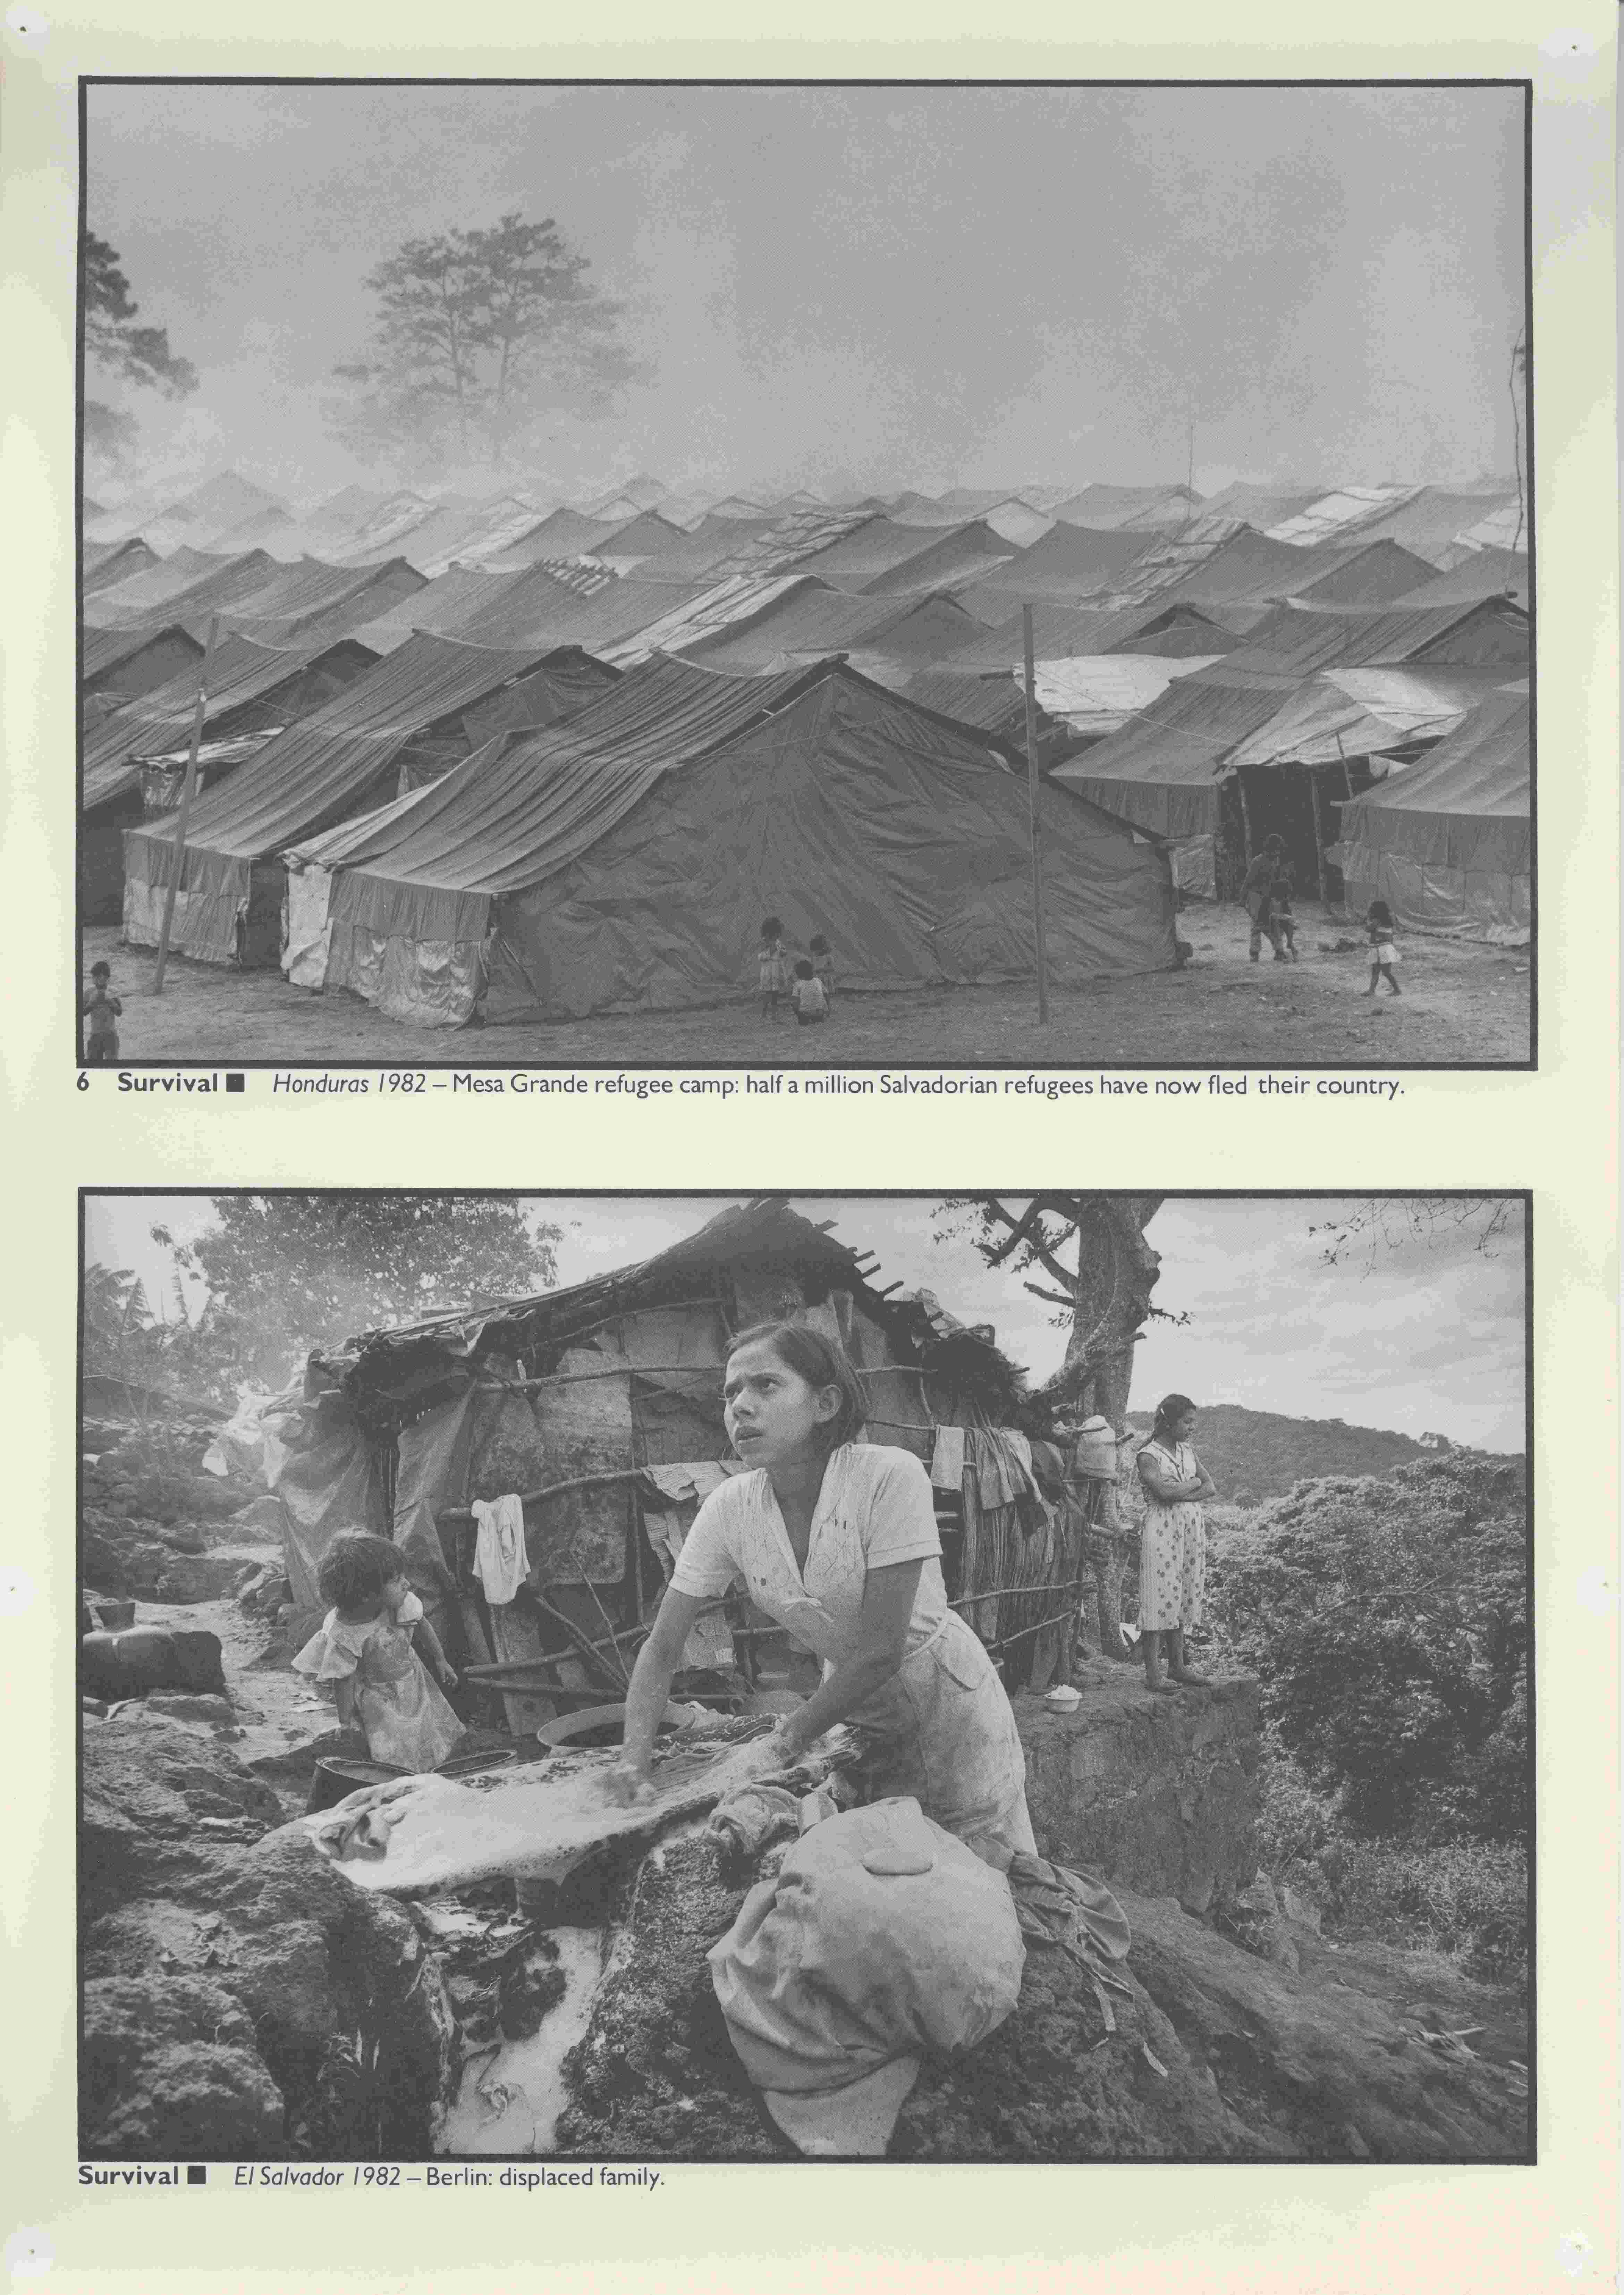 6 Survival ■ Honduras 1982 – Mesa Grande refugee camp: half a million Salvadorian refugees have now fled their country.
Survival ■ El Salvador 1982 – Berlin: displaced family.